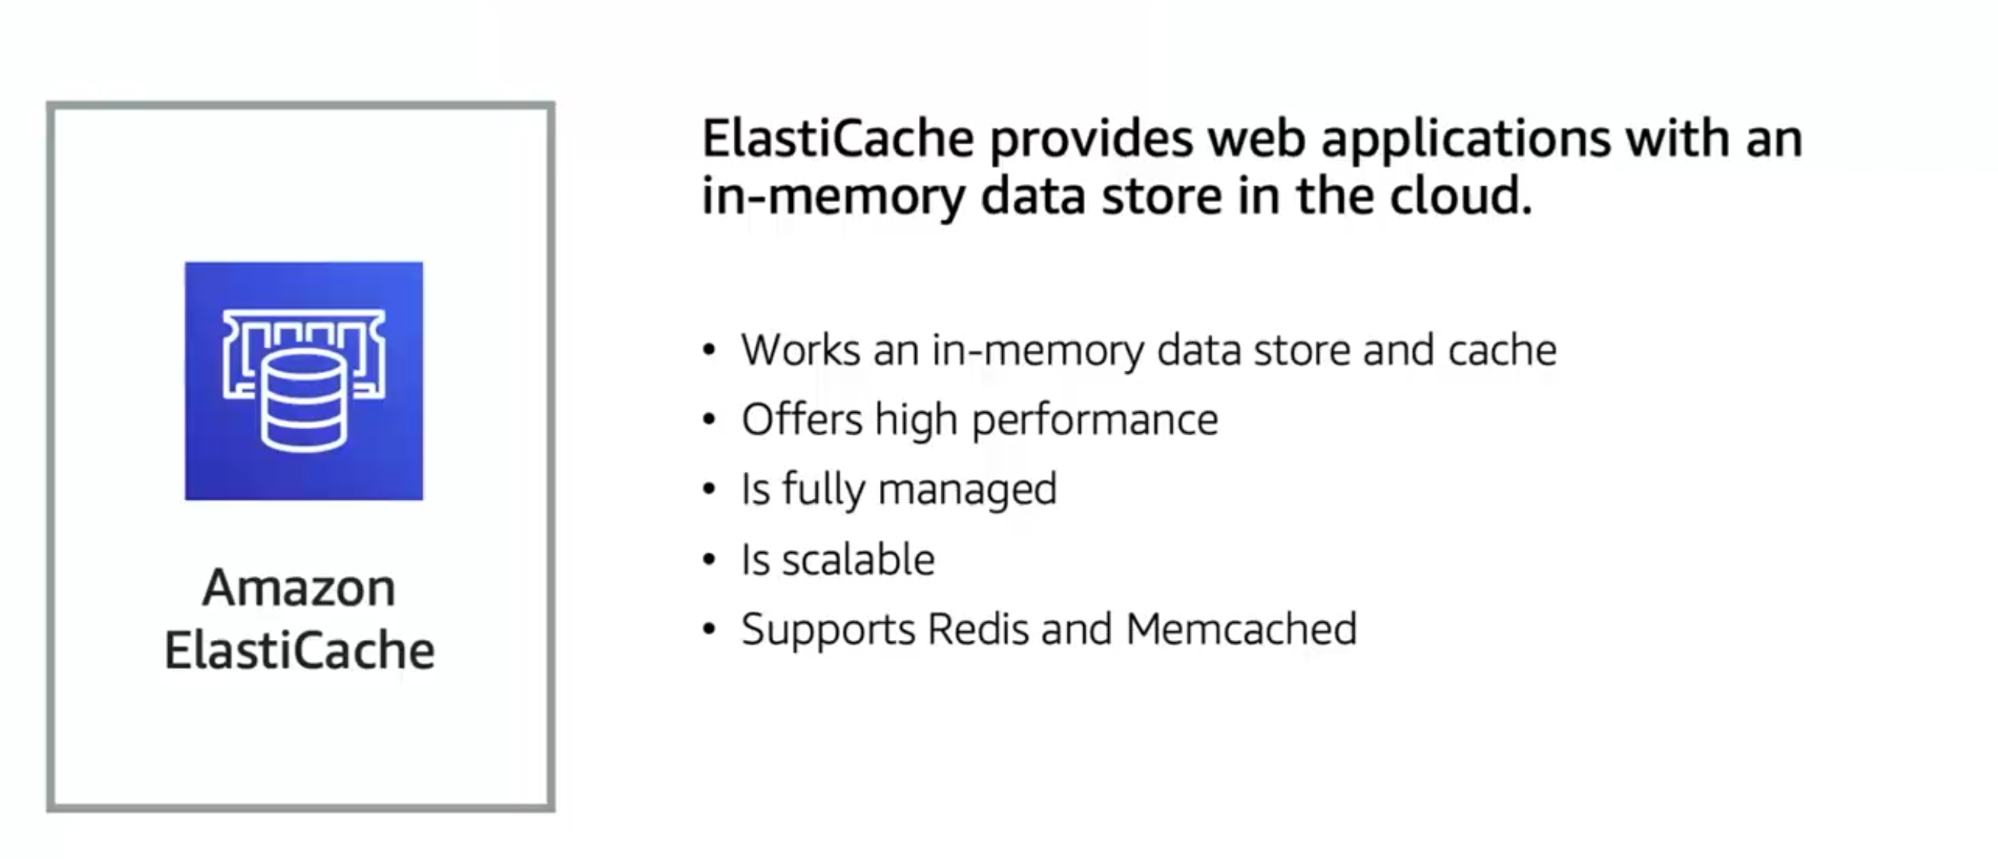 Amazon
ElastiCache
ElastiCache provides web applications with an
in-memory data store in the cloud.
• Works an in-memory data store and cache
• Offers high performance
• Is fully managed
• Is scalable
• Supports Redis and Memcached